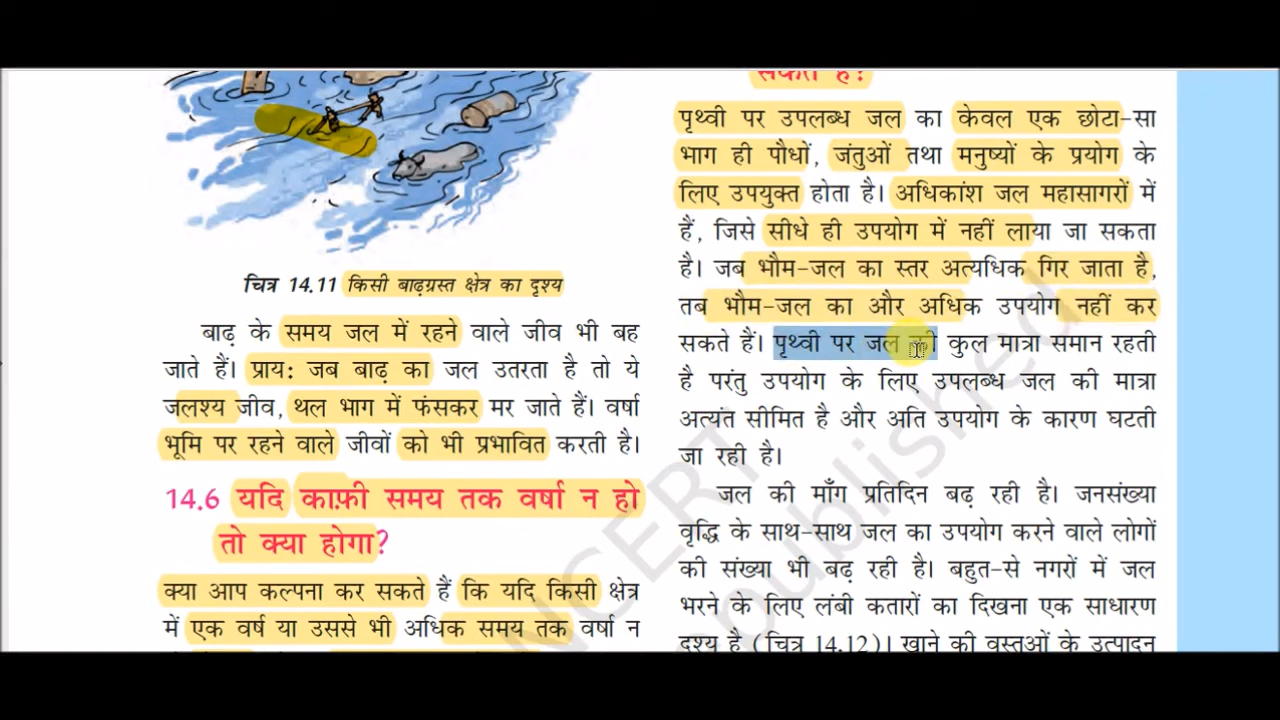 चित्र 14.11 किसी बाढ़ग्रस्त क्षेत्र का दृश्य
बाढ़ के समय जल में रहने वाले जीव भी बह
जाते हैं। प्राय: जब बाढ़ का जल उतरता है तो ये
जलश्य जीव, थल भाग में फंसकर मर जाते हैं। वर्षा
भूमि पर रहने वाले जीवों को भी प्रभावित करती है।
14.6 यदि काफ़ी समय तक वर्षा न हो
तो क्या होगा?
क्या आप कल्पना कर सकते हैं कि यदि किसी क्षेत्र
में एक वर्ष या उससे भी अधिक समय तक वर्षा न
सकते हैं?
पृथ्वी पर उपलब्ध जल का केवल एक छोटा-सा
भाग ही पौधों, जंतुओं तथा मनुष्यों के प्रयोग के
लिए उपयुक्त होता है। अधिकांश जल महासागरों में
हैं, जिसे सीधे ही उपयोग में नहीं लाया जा सकता
है। जब भौम-जल का स्तर अत्यधिक गिर जाता है,
तब भौम-जल का और अधिक उपयोग नहीं कर
सकते हैं। पृथ्वी पर जल की कुल मात्रा समान रहती
है परंतु उपयोग के लिए उपलब्ध जल की मात्रा
अत्यंत सीमित है और अति उपयोग के कारण घटती
जा रही है।
जल की माँग प्रतिदिन बढ़ रही है। जनसंख्या
वृद्धि के साथ-साथ जल का उपयोग करने वाले लोगों
की संख्या भी बढ़ रही है। बहुत-से नगरों में जल
भरने के लिए लंबी कतारों का दिखना एक साधारण
दृश्य है (चित्र 14.12)। खाने की वस्तुओं के उत्पादन
NCERT
published